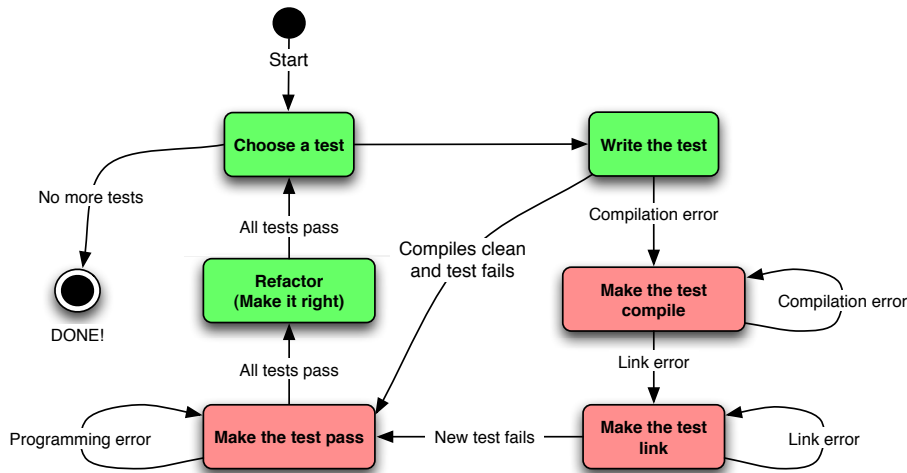 Start
Choose a test
Write the test
No more tests
Compilation error
All tests pass
Compiles clean
and test fails
Refactor
(Make it right)
Make the test
compile
Compilation error
DONE!
Link error
All tests pass
Programming error
Make the test pass
New test fails
Make the test
link
Link error